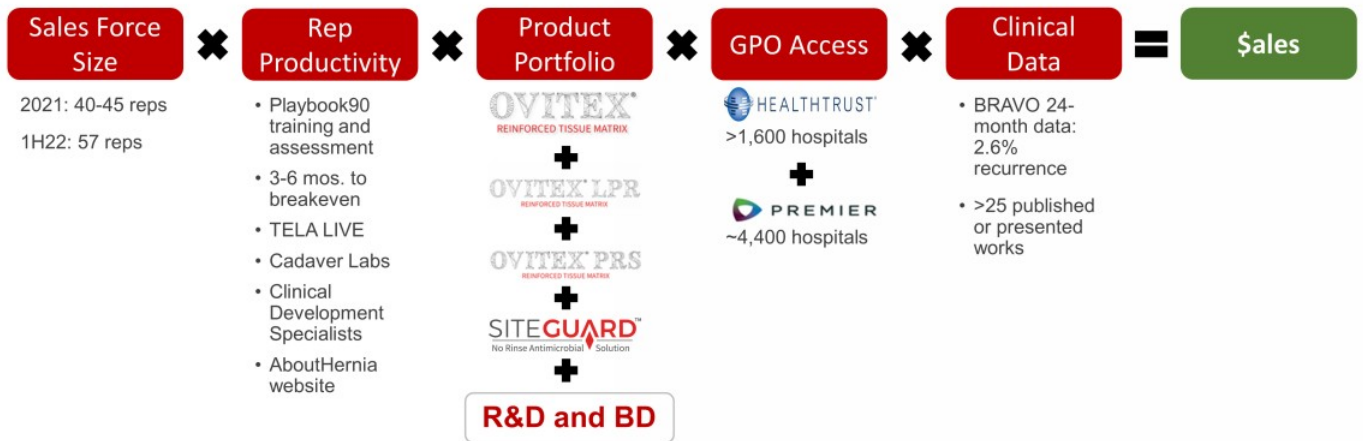 Sales Force
Size
2021: 40-45 reps
1H22: 57 reps
Rep
Productivity
• Playbook90
training and
assessment
• 3-6 mos. to
breakeven
• TELA LIVE
• Cadaver Labs
• Clinical
Development
Specialists
• AboutHernia
website
Product
Portfolio
OVITEX®
REINFORCED TISSUE MATRIX
OVITEX® LPR
REINFORCED TISSUE MATRIX
OVITEX® PRS
REINFORCED TISSUE MATRIX
SITEGUARD™
No Rinse Antimicrobial Solution
R&D and BD
GPO Access
HEALTHTRUST®
>1,600 hospitals
PREMIER
~4,400 hospitals
Clinical
Data
• BRAVO 24-
month data:
2.6%
recurrence
• >25 published
or presented
works
$ales